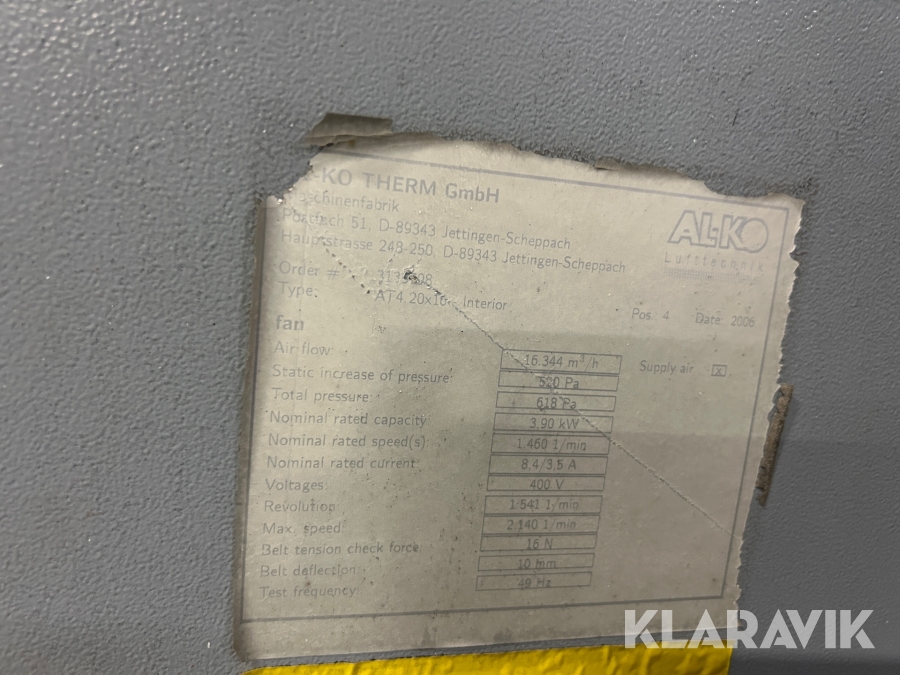 -KO THERM GmbH
Maschinenfabrik
Postfach 51, D-89343 Jettingen-Scheppach
Hauptstrasse 248-250, D-89343 Jettingen-Scheppach
AL-KO
Lufttechnik
Order #:
Type: AT4 Interior
Pos. 4 Date: 2006
fan
Air flow: 16.344 m³/h Supply air x
Static increase of pressure: 520 Pa
Total pressure: 618 Pa
Nominal rated capacity: 3,90 kW
Nominal rated speed(s): 1.460 1/min
Nominal rated current: 8.4/3.5 A
Voltages: 400 V
Revolution: 1.541 1/min
Max. speed: 2.140 1/min
Belt tension check force: 16 N
Belt deflection: 10 mm
Test frequency: 49 Hz
KLARAVIK